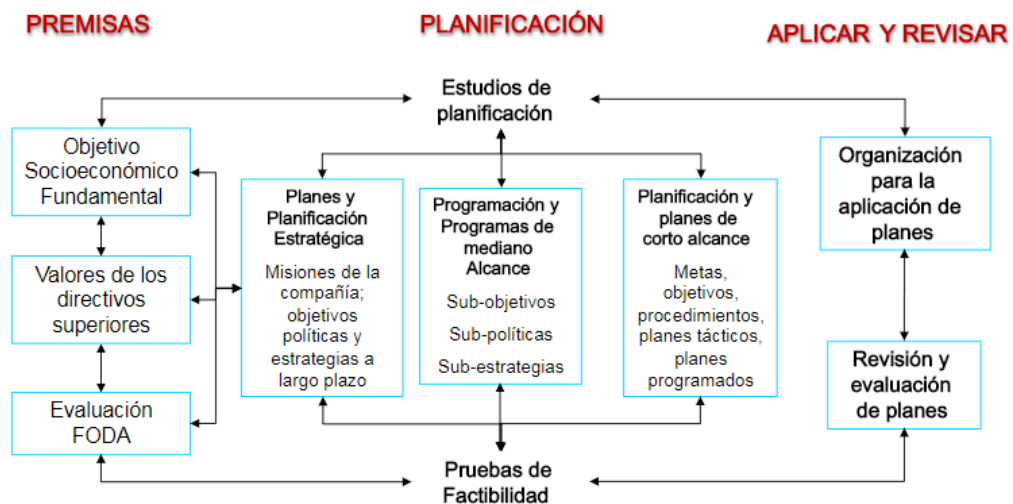 PREMISAS
PLANIFICACIÓN
APLICAR Y REVISAR
Estudios de
planificación
Objetivo
Socioeconómico
Fundamental
Valores de los
directivos
superiores
Evaluación
FODA
Planes y
Planificación
Estratégica
Misiones de la
compañía;
objetivos
políticas y
estrategias a
largo plazo
Programación y
Programas de
mediano
Alcance
Sub-objetivos
Sub-políticas
Sub-estrategias
Planificación y
planes de
corto alcance
Metas,
objetivos,
procedimientos,
planes tácticos,
planes
programados
Organización
para la
aplicación de
planes
Revisión y
evaluación
de planes
Pruebas de
Factibilidad